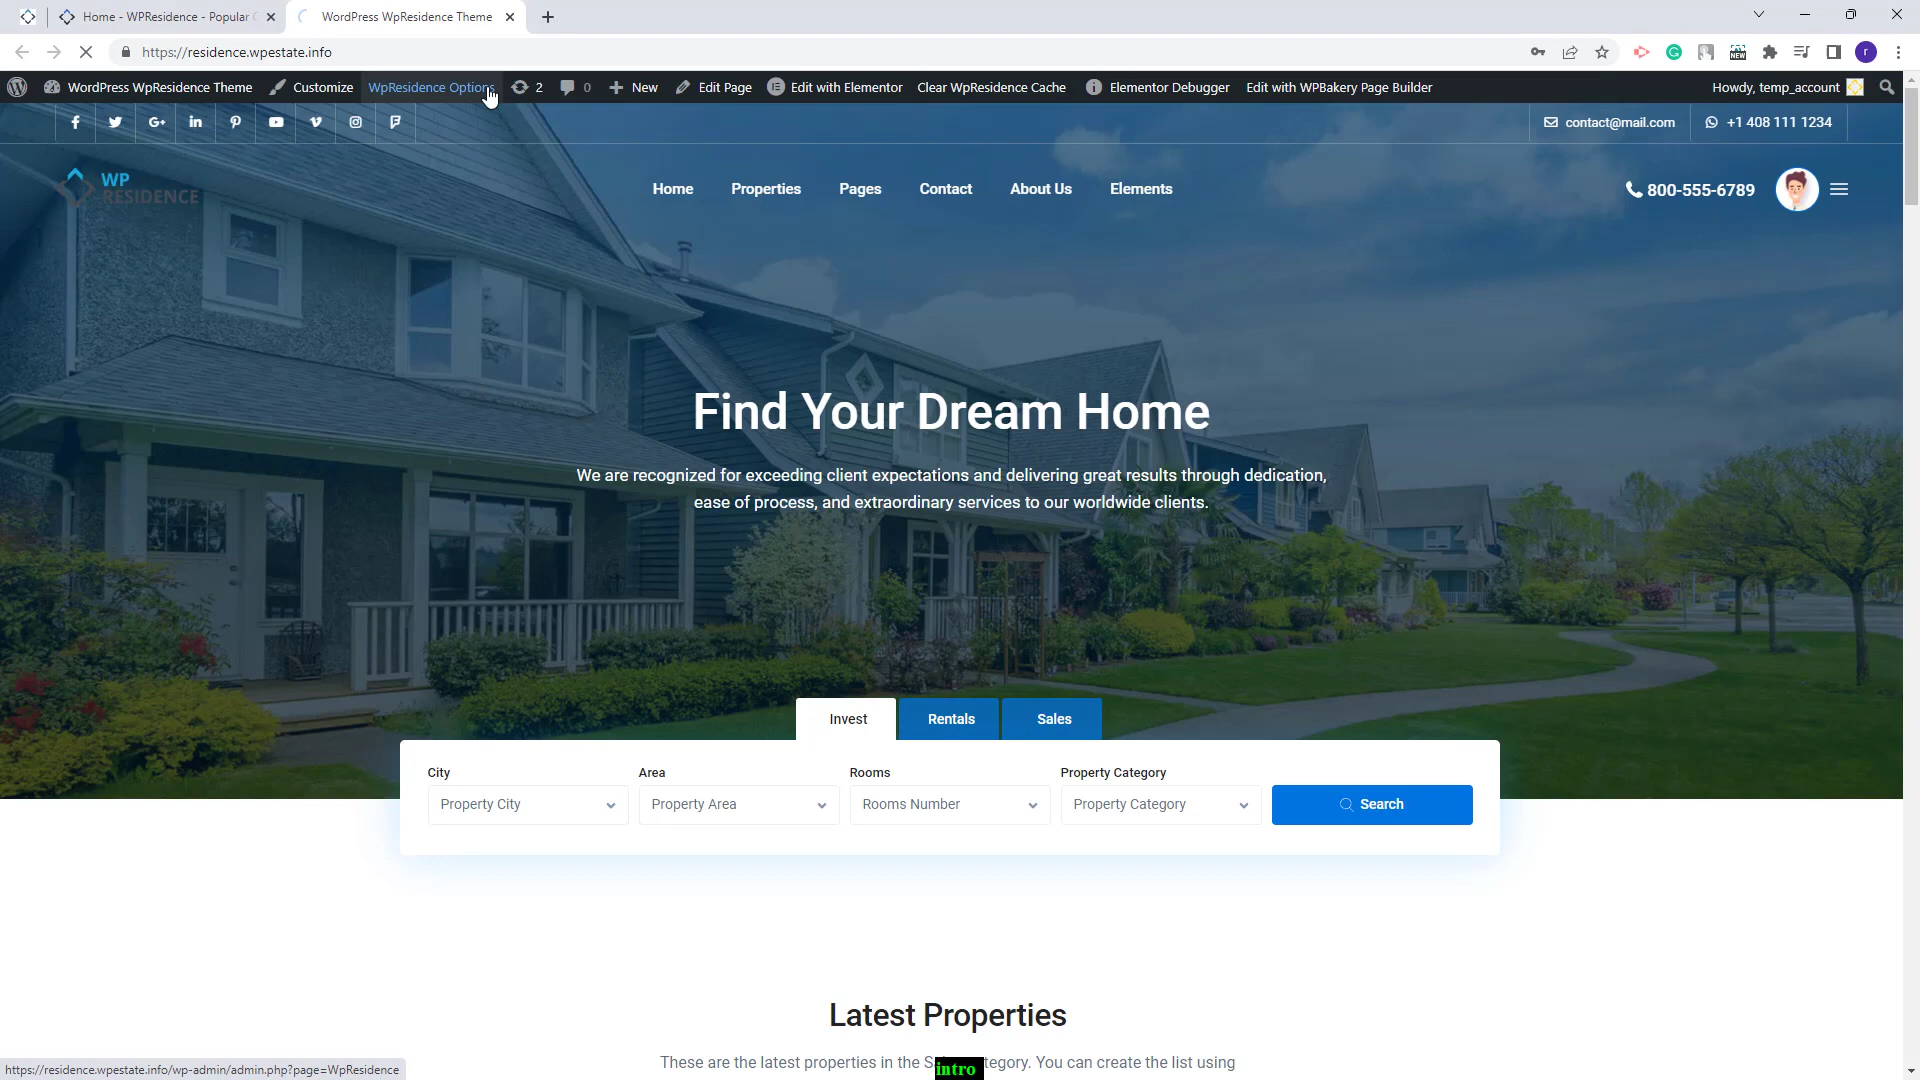 Home - WPResidence - Popular
WordPress WpResidence Theme
https://residence.wpestate.info
NEW
r
WordPress WpResidence Theme
Customize
WpResidence Options
2
0
New
Edit Page
Edit with Elementor
Clear WpResidence Cache
Elementor Debugger
Edit with WPBakery Page Builder
Howdy, temp_account
contact@mail.com
+1 408 111 1234
WP
RESIDENCE
Home
Properties
Pages
Contact
About Us
Elements
800-555-6789
Find Your Dream Home
We are recognized for exceeding client expectations and delivering great results through dedication,
ease of process, and extraordinary services to our worldwide clients.
Invest
Rentals
Sales
City
Area
Rooms
Property Category
Property City
Property Area
Rooms Number
Property Category
Search
Latest Properties
These are the latest properties in the
intro
You can create the list using
https://residence.wpestate.info/wp-admin/admin.php?page=WpResidence